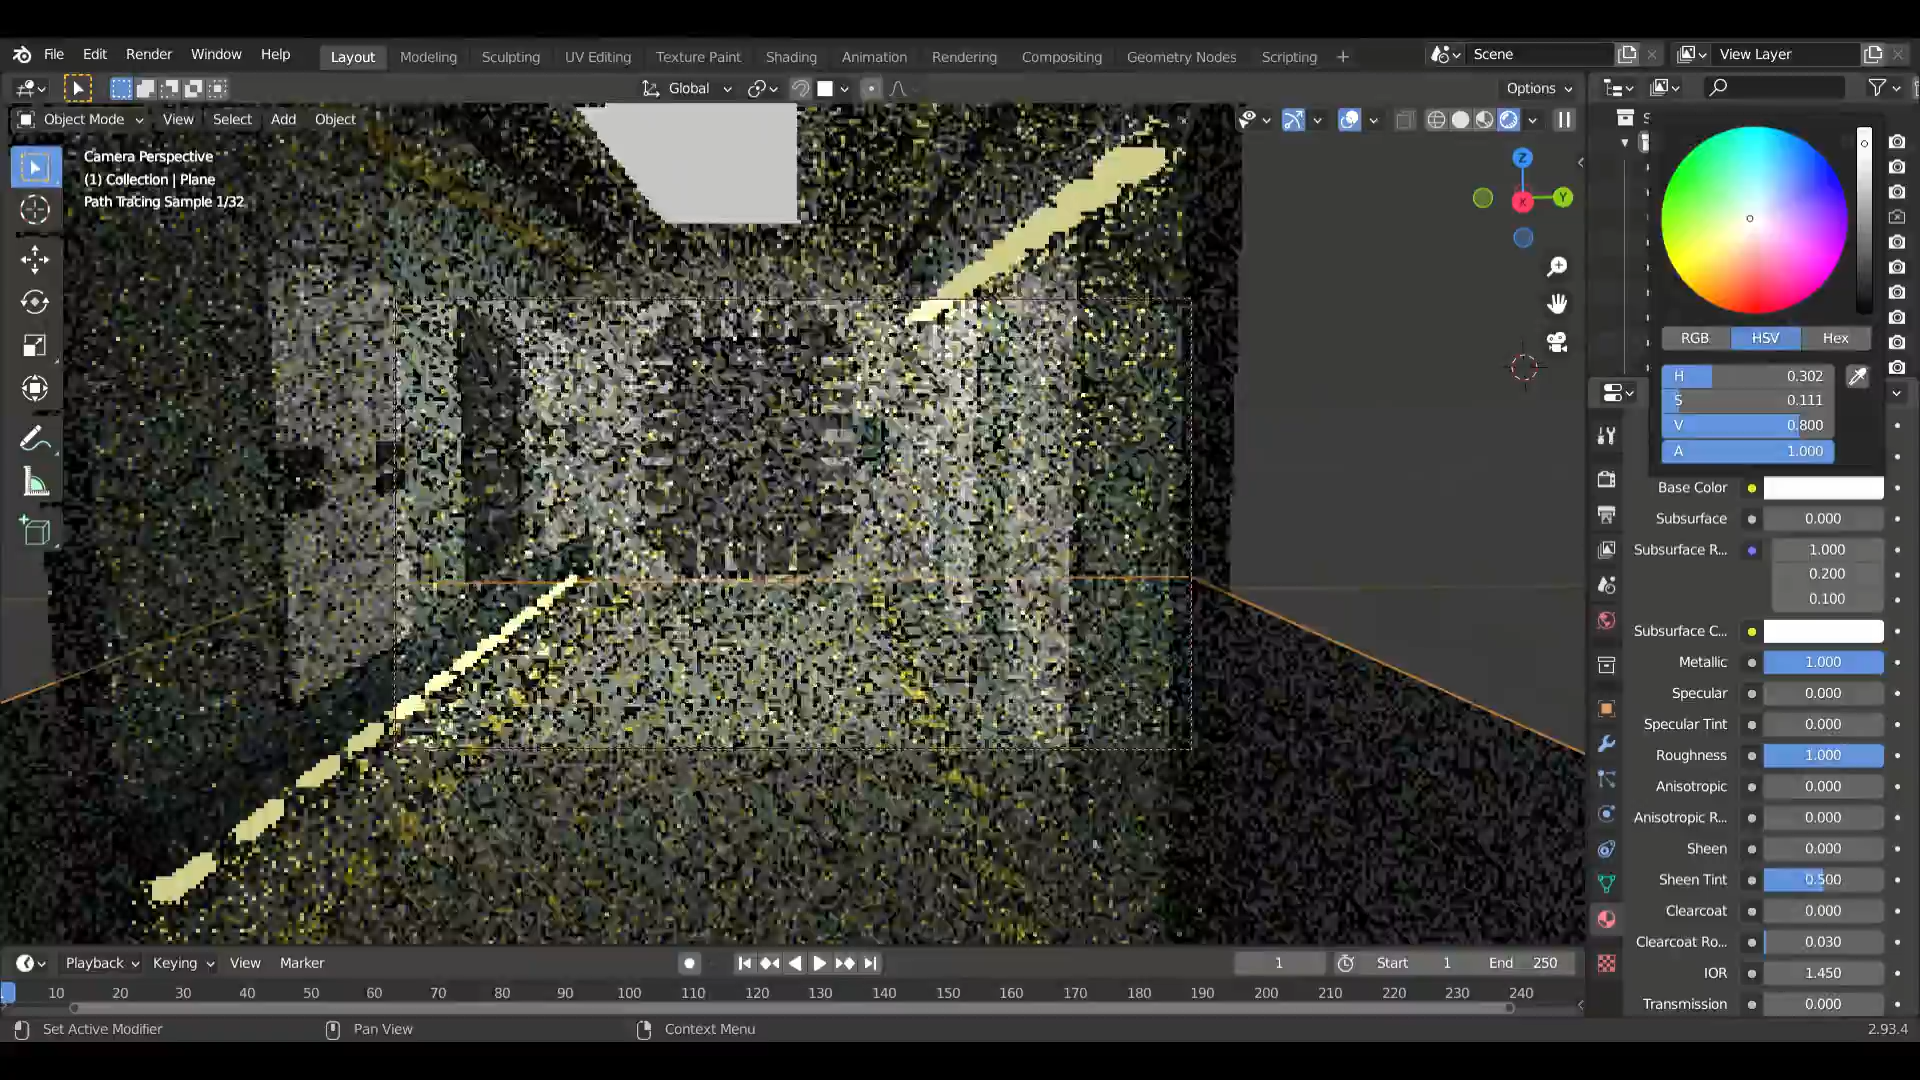 File Edit Render Window Help Layout Modeling Sculpting UV Editing Texture Paint Shading Animation Rendering Compositing Geometry Nodes Scripting + Scene View Layer
Global Options
Object Mode View Select Add Object
Camera Perspective
(1) Collection | Plane
Path Tracing Sample 1/32
Z
X
Y
RGB HSV Hex
H 0.302
S 0.111
V 0.800
A 1.000
Base Color
Subsurface 0.000
Subsurface R... 1.000
0.200
0.100
Subsurface C...
Metallic 1.000
Specular 0.000
Specular Tint 0.000
Roughness 1.000
Anisotropic 0.000
Anisotropic R... 0.000
Sheen 0.000
Sheen Tint 0.500
Clearcoat 0.000
Clearcoat Ro... 0.030
IOR 1.450
Transmission 0.000
Playback Keying View Marker 1 Start 1 End 250
10 20 30 40 50 60 70 80 90 100 110 120 130 140 150 160 170 180 190 200 210 220 230 240
Set Active Modifier Pan View Context Menu 2.93.4